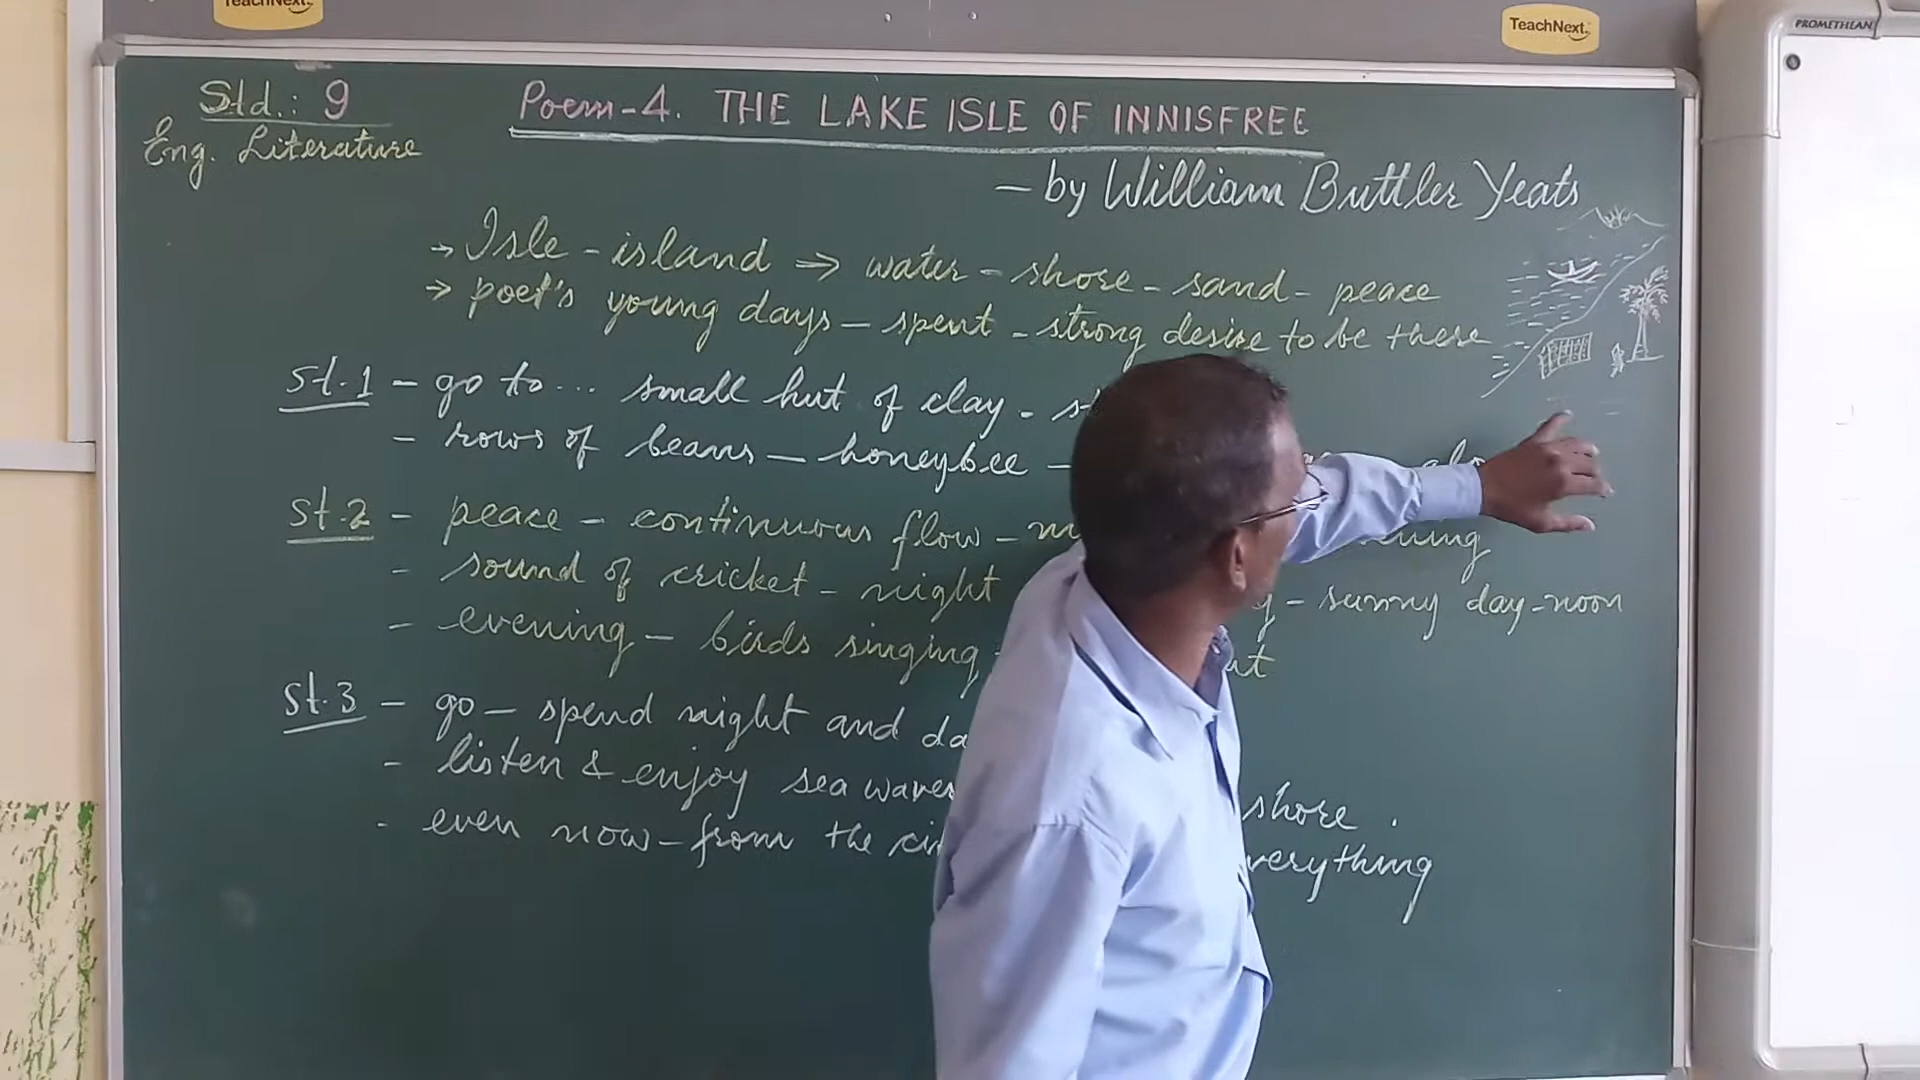 TeachNext
TeachNext
PROMETHEAN
Std.: 9
Eng. Literature
Poem-4. THE LAKE ISLE OF INNISFREE
- by William Buttler Yeats
→ Isle - island ⇒ water - shore - sand - peace
→ poet's young days - spent - strong desire to be there
St.1 - go to... small hut of clay -
- rows of beans - honeybee -
St.2 - peace - continuous flow -
- sound of cricket - night - sunny day - noon
- evening - birds singing
St.3 - go - spend night and
- listen & enjoy sea waves shore.
- even now - from the